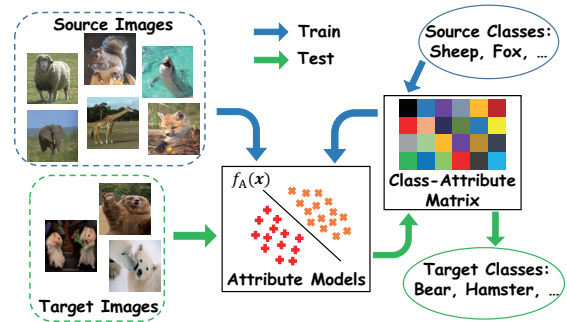 Source Images
Train
Test
Source Classes:
Sheep, Fox, ...
f_A(x)
Attribute Models
Class-Attribute
Matrix
Target Images
Target Classes:
Bear, Hamster, ...